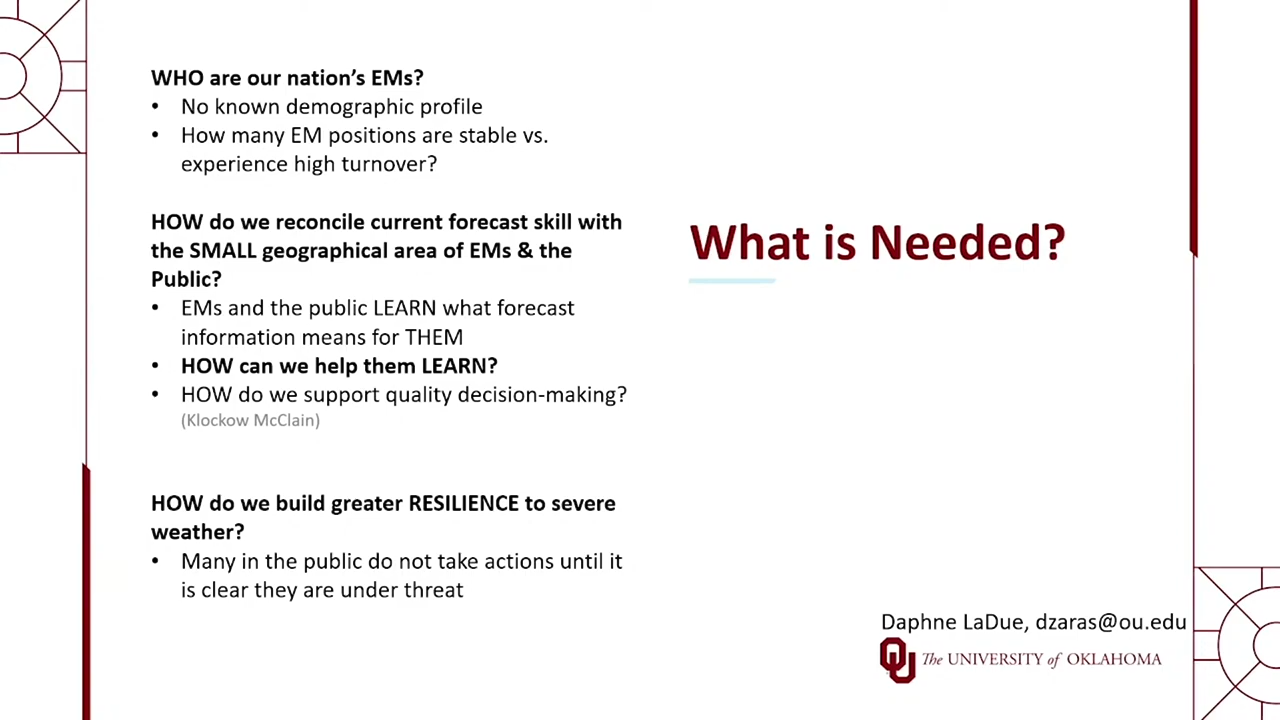 WHO are our nation's EMs?
• No known demographic profile
• How many EM positions are stable vs.
experience high turnover?
HOW do we reconcile current forecast skill with
the SMALL geographical area of EMs & the
Public?
• EMs and the public LEARN what forecast
information means for THEM
• HOW can we help them LEARN?
• HOW do we support quality decision-making?
(Klockow McClain)
HOW do we build greater RESILIENCE to severe
weather?
• Many in the public do not take actions until it
is clear they are under threat
What is Needed?
Daphne LaDue, dzaras@ou.edu
The UNIVERSITY of OKLAHOMA